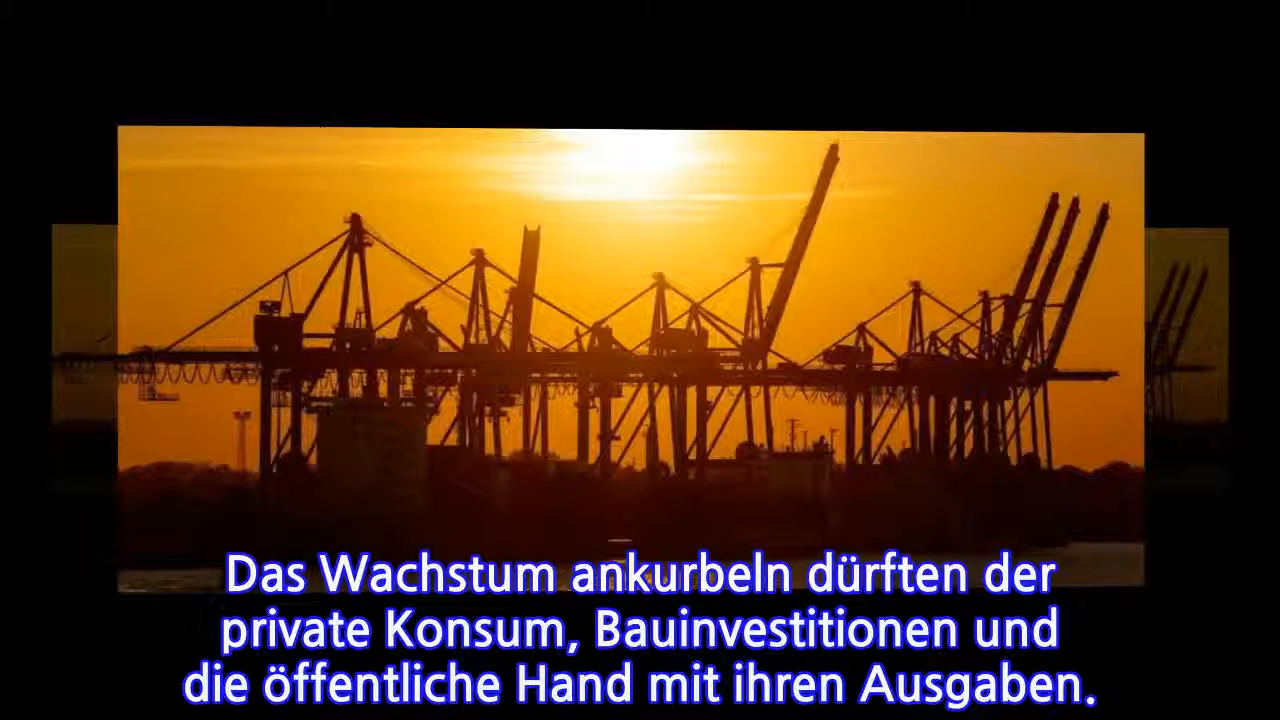 Das Wachstum ankurbeln dürften der
private Konsum, Bauinvestitionen und
die öffentliche Hand mit ihren Ausgaben.